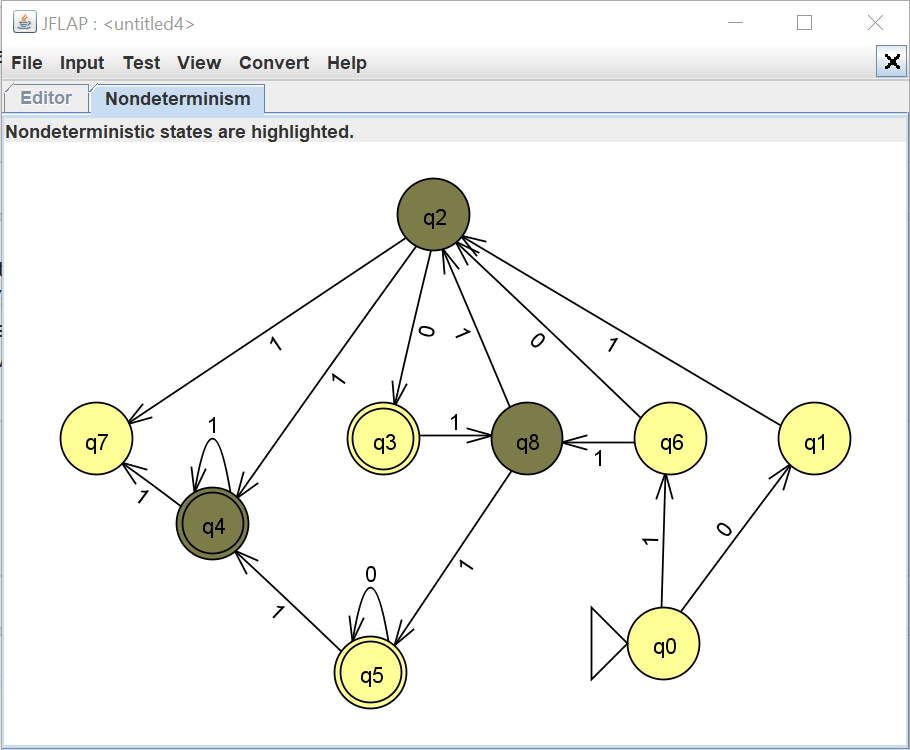 JFLAP : <untitled4>
File Input Test View Convert Help
Editor Nondeterminism
Nondeterministic states are highlighted.
q2
1
1
0
1
0
1
q7
1
q3
1
q8
1
q6
q1
1
q4
1
0
1
1
0
1
q5
q0